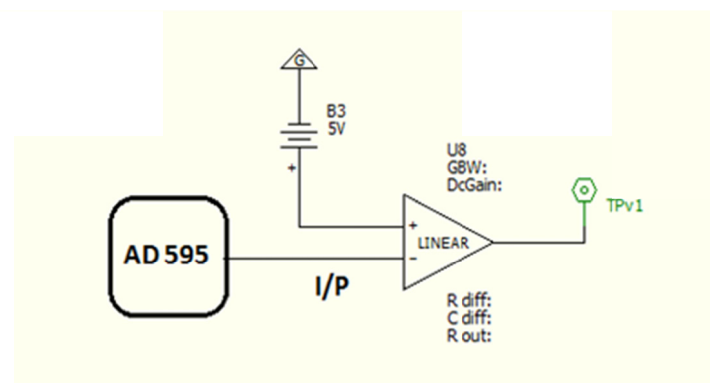 G
B3
5V
+
U8
GBW:
DcGain:
TPv1
+
LINEAR
-
AD 595
I/P
R diff:
C diff:
R out: